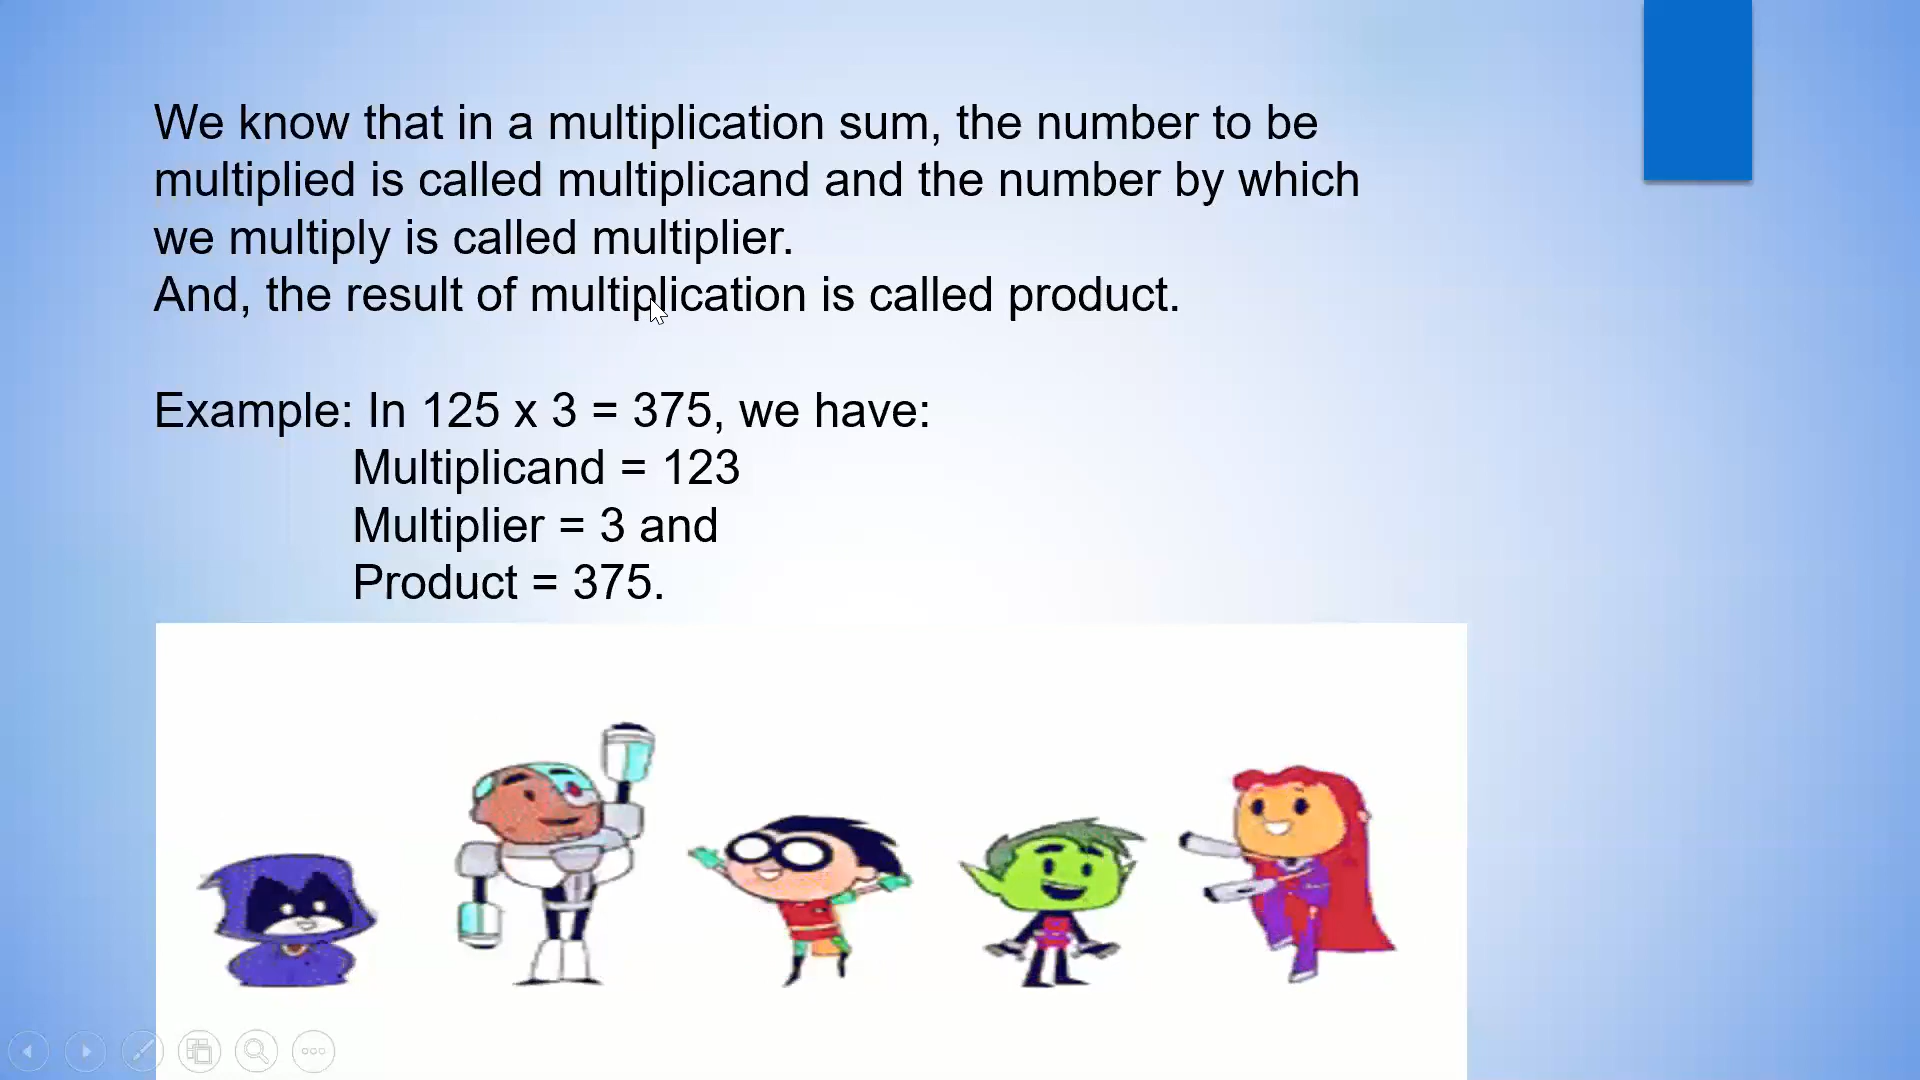 We know that in a multiplication sum, the number to be
multiplied is called multiplicand and the number by which
we multiply is called multiplier.
And, the result of multiplication is called product.
Example: In 125 x 3 = 375, we have:
Multiplicand = 123
Multiplier = 3 and
Product = 375.